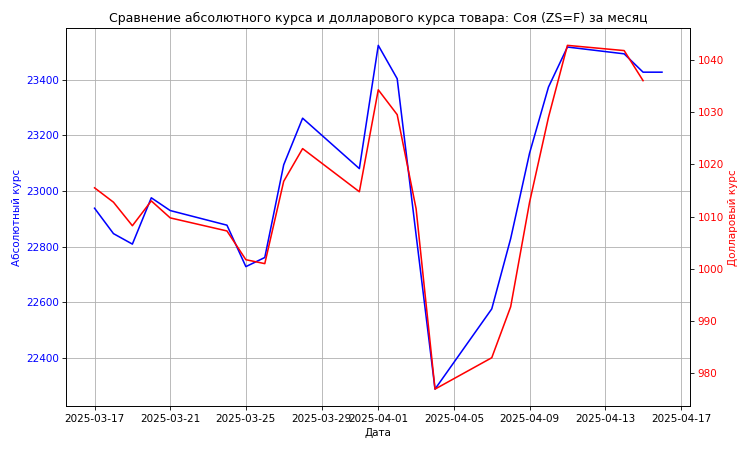 Сравнение абсолютного курса и долларового курса товара: Соя (ZS=F) за месяц
Абсолютный курс
23400
23200
23000
22800
22600
22400
1040
1030
1020
1010
1000
990
980
Долларовый курс
2025-03-17 2025-03-21 2025-03-25 2025-03-29 2025-04-01 2025-04-05 2025-04-09 2025-04-13 2025-04-17
Дата